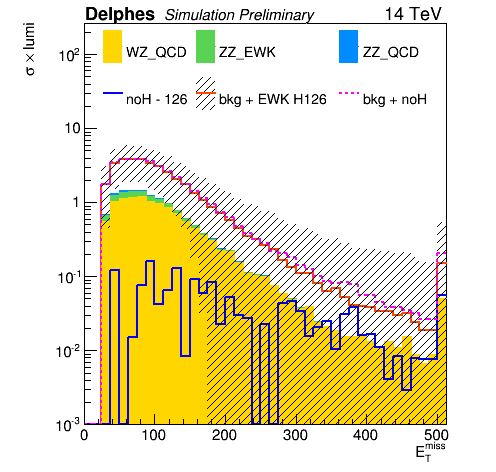 Delphes Simulation Preliminary 14 TeV
σ × lumi
WZ_QCD ZZ_EWK ZZ_QCD
noH - 126 bkg + EWK H126 bkg + noH
10²
10
1
10⁻¹
10⁻²
10⁻³
0 100 200 300 400 500
E_T^miss